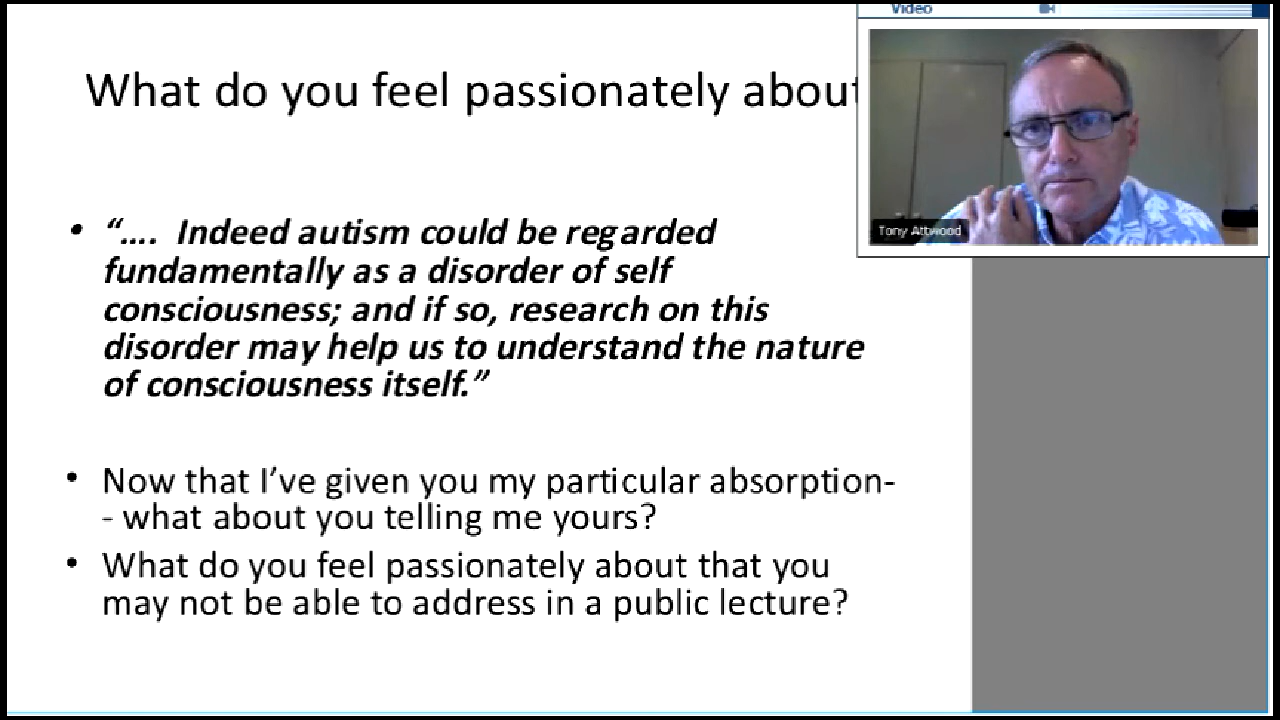 Video
What do you feel passionately about
Tony Attwood
• “.... Indeed autism could be regarded
fundamentally as a disorder of self
consciousness; and if so, research on this
disorder may help us to understand the nature
of consciousness itself.”
• Now that I’ve given you my particular absorption-
- what about you telling me yours?
• What do you feel passionately about that you
may not be able to address in a public lecture?